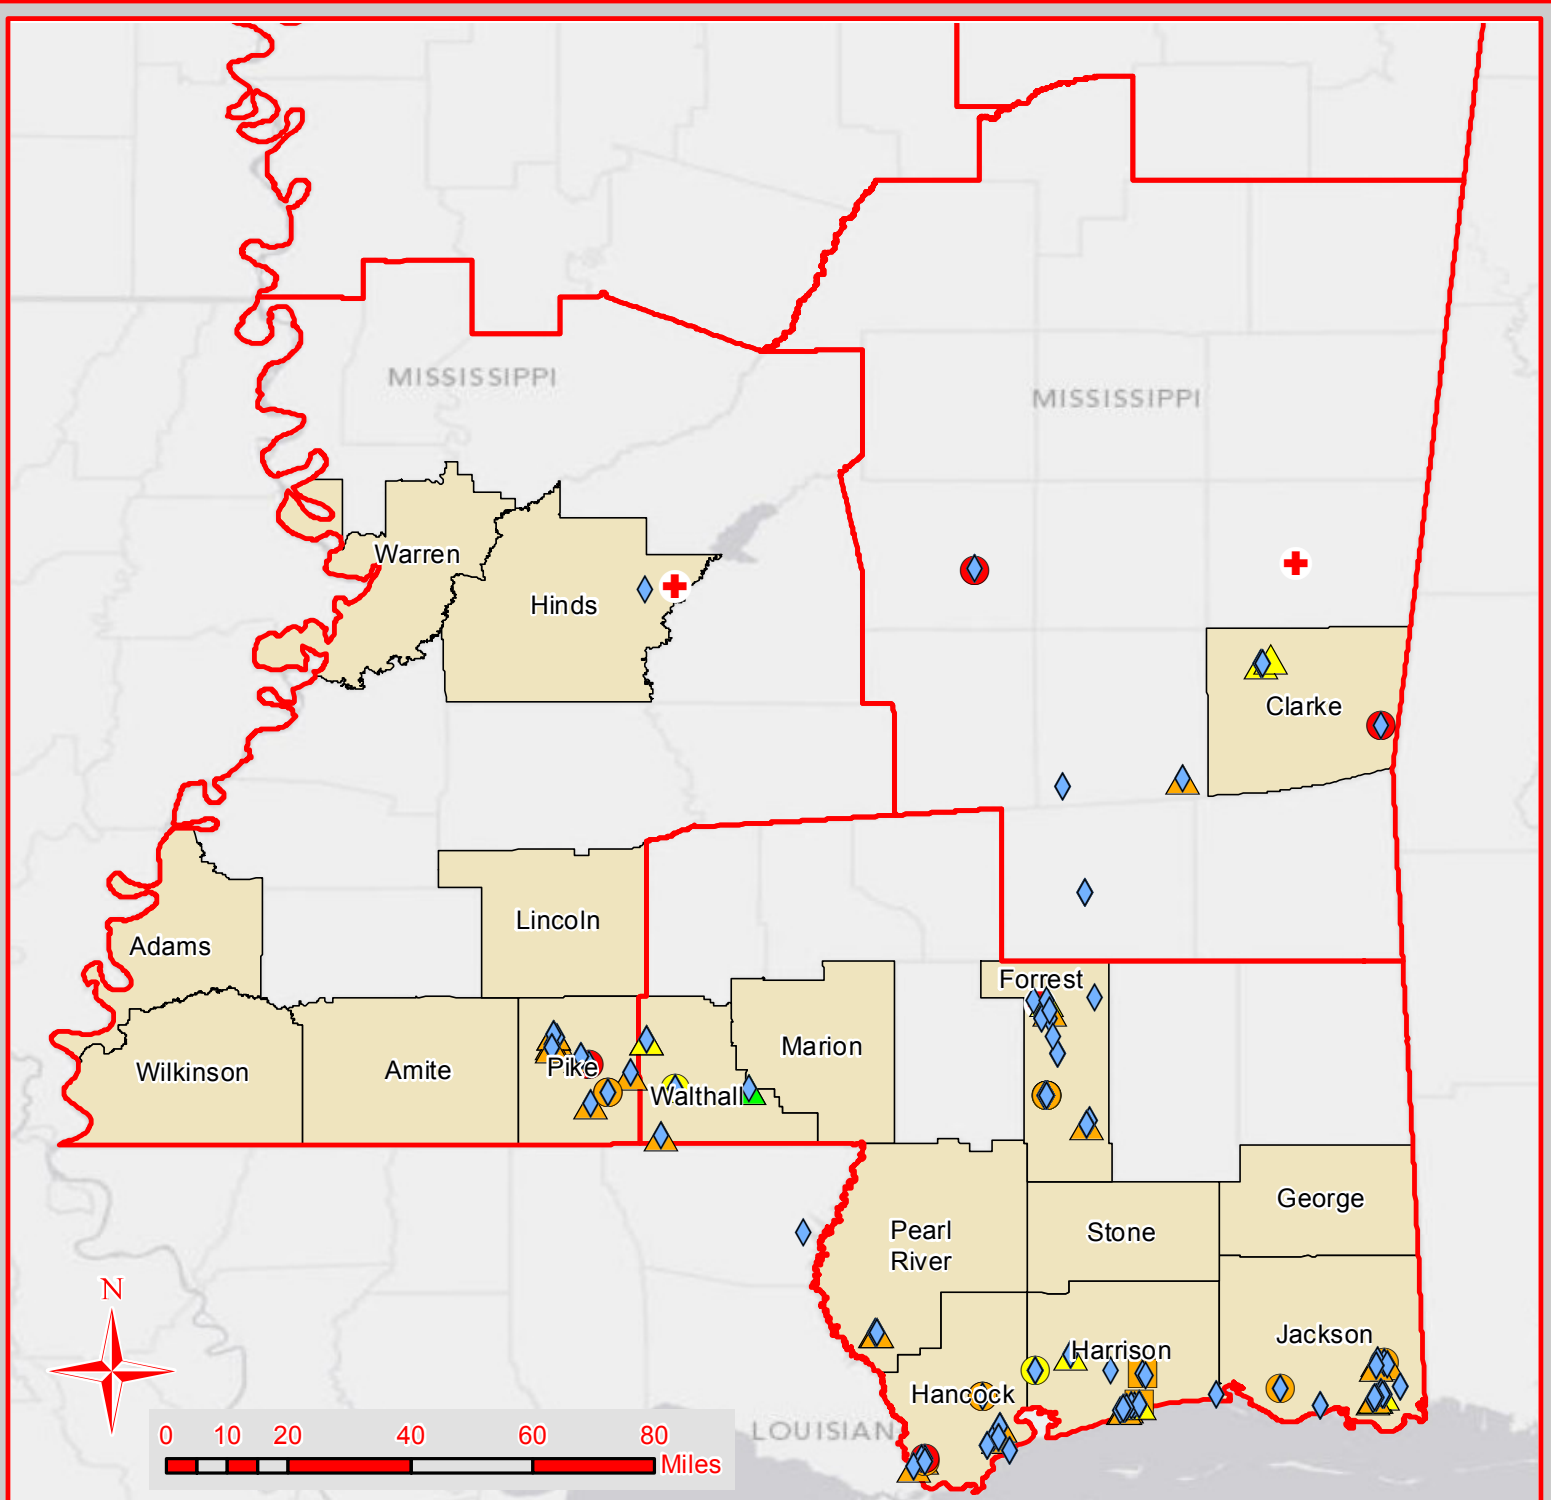 MISSISSIPPI
MISSISSIPPI
Warren
Hinds
Clarke
Lincoln
Adams
Forrest
Marion
Wilkinson
Amite
Pike
Walthall
George
Pearl
River
Stone
N
Jackson
Harrison
Hancock
LOUISIAN
0 10 20 40 60 80
Miles